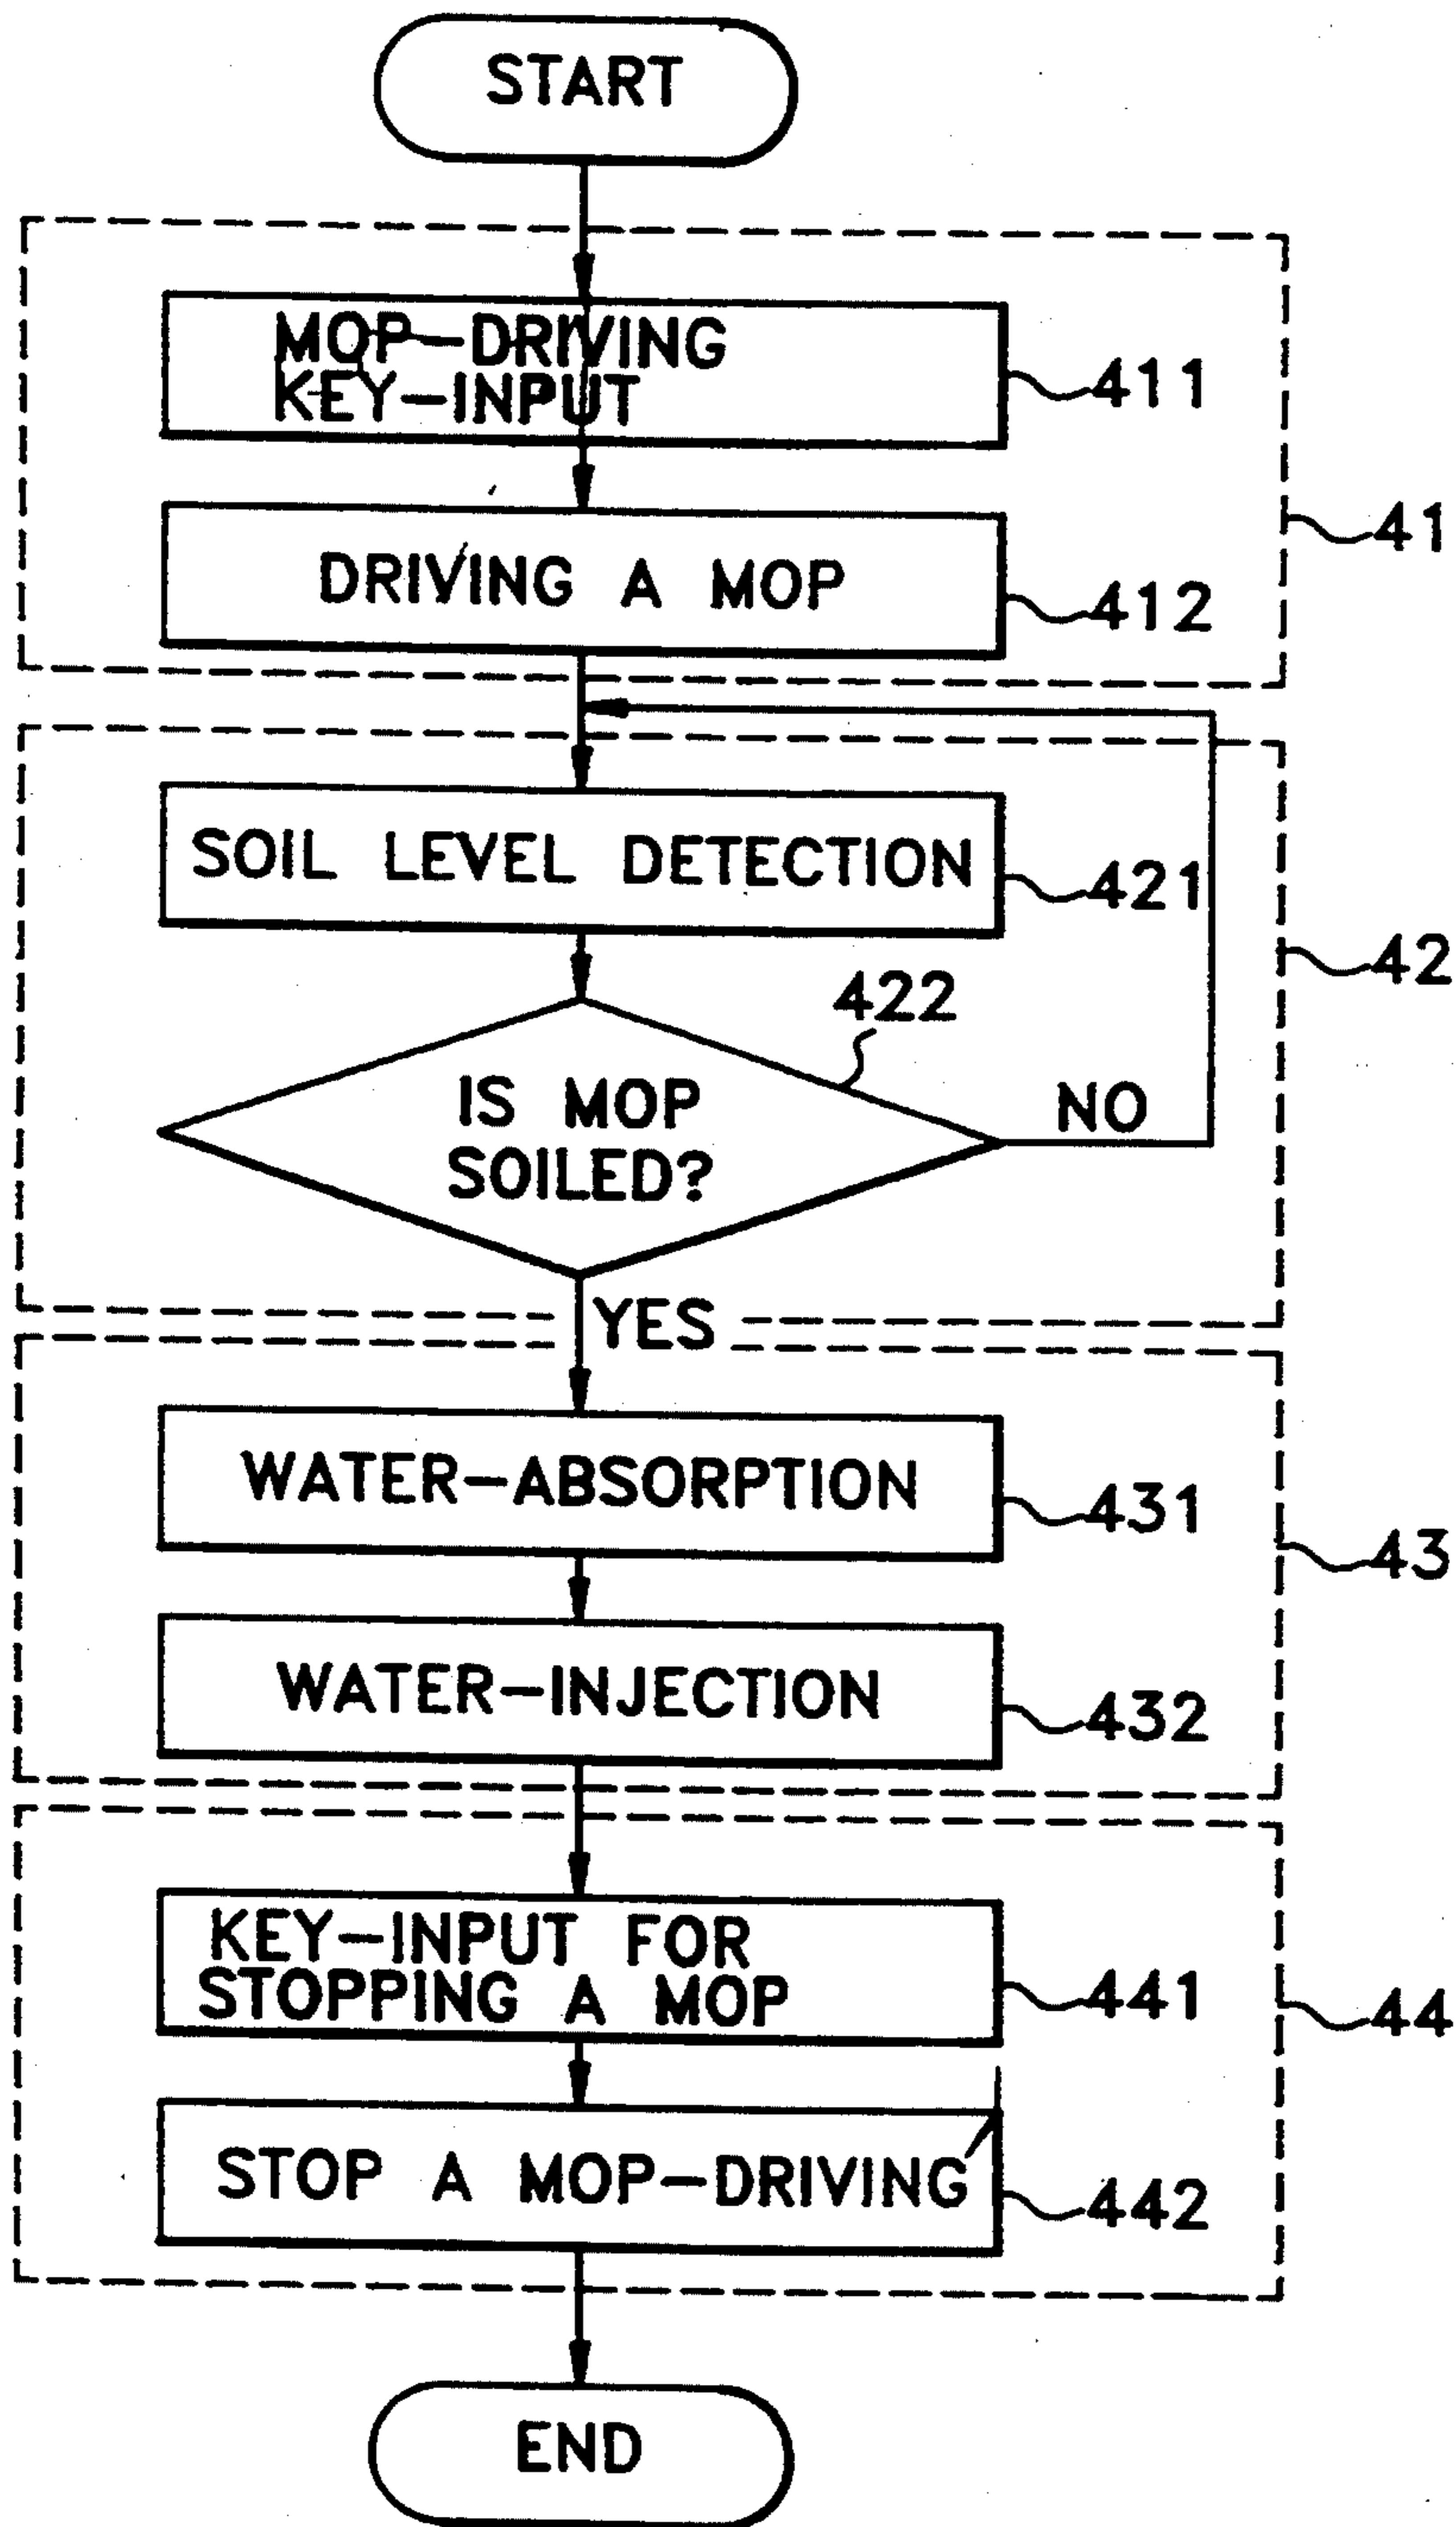 START
MOP-DRIVING
KEY-INPUT
411
DRIVING A MOP
412
41
SOIL LEVEL DETECTION
421
42
422
IS MOP
SOILED?
NO
YES
WATER-ABSORPTION
431
43
WATER-INJECTION
432
KEY-INPUT FOR
STOPPING A MOP
441
44
STOP A MOP-DRIVING
442
END